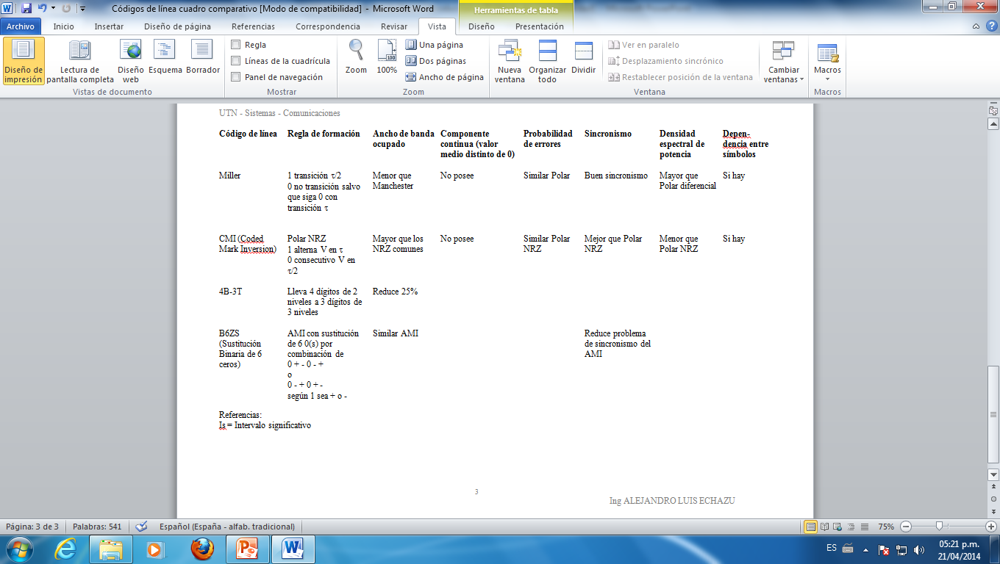 Códigos de línea cuadro comparativo [Modo de compatibilidad] - Microsoft Word
Herramientas de tabla
Archivo Inicio Insertar Diseño de página Referencias Correspondencia Revisar Vista Diseño Presentación
Diseño de impresión
Lectura de pantalla completa
Diseño web
Esquema
Borrador
Vistas de documento
Regla
Líneas de la cuadrícula
Panel de navegación
Mostrar
Zoom
100%
Una página
Dos páginas
Ancho de página
Zoom
Nueva ventana
Organizar todo
Dividir
Ver en paralelo
Desplazamiento sincrónico
Restablecer posición de la ventana
Ventana
Cambiar ventanas
Macros
Macros
UTN - Sistemas - Comunicaciones
Código de línea
Regla de formación
Ancho de banda
ocupado
Componente
continua (valor
medio distinto de 0)
Probabilidad
de errores
Sincronismo
Densidad
espectral de
potencia
Depen-
dencia entre
símbolos
Miller
1 transición τ/2
0 no transición salvo
que siga 0 con
transición τ
Menor que
Manchester
No posee
Similar Polar
Buen sincronismo
Mayor que
Polar diferencial
Si hay
CMI (Coded
Mark Inversion)
Polar NRZ
1 alterna V en τ
0 consecutivo V en
τ/2
Mayor que los
NRZ comunes
No posee
Similar Polar
NRZ
Mejor que Polar
NRZ
Menor que
Polar NRZ
Si hay
4B-3T
Lleva 4 dígitos de 2
niveles a 3 dígitos de
3 niveles
Reduce 25%
B6ZS
(Sustitución
Binaria de 6
ceros)
AMI con sustitución
de 6 0(s) por
combinación de
0 + - 0 - +
o
0 - + 0 + -
según 1 sea + o -
Similar AMI
Reduce problema
de sincronismo del
AMI
Referencias:
Is = Intervalo significativo
3
Ing ALEJANDRO LUIS ECHAZU
Página: 3 de 3 Palabras: 541 Español (España - alfab. tradicional) 75%
ES
05:21 p.m.
21/04/2014